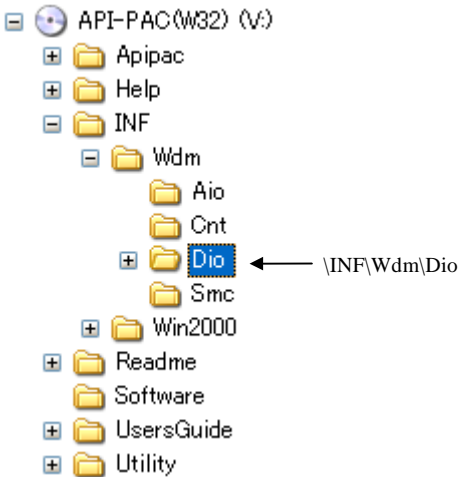 API-PAC(W32) (V:)
Apipac
Help
INF
Wdm
Aio
Cnt
Dio
\INF\Wdm\Dio
Smc
Win2000
Readme
Software
UsersGuide
Utility